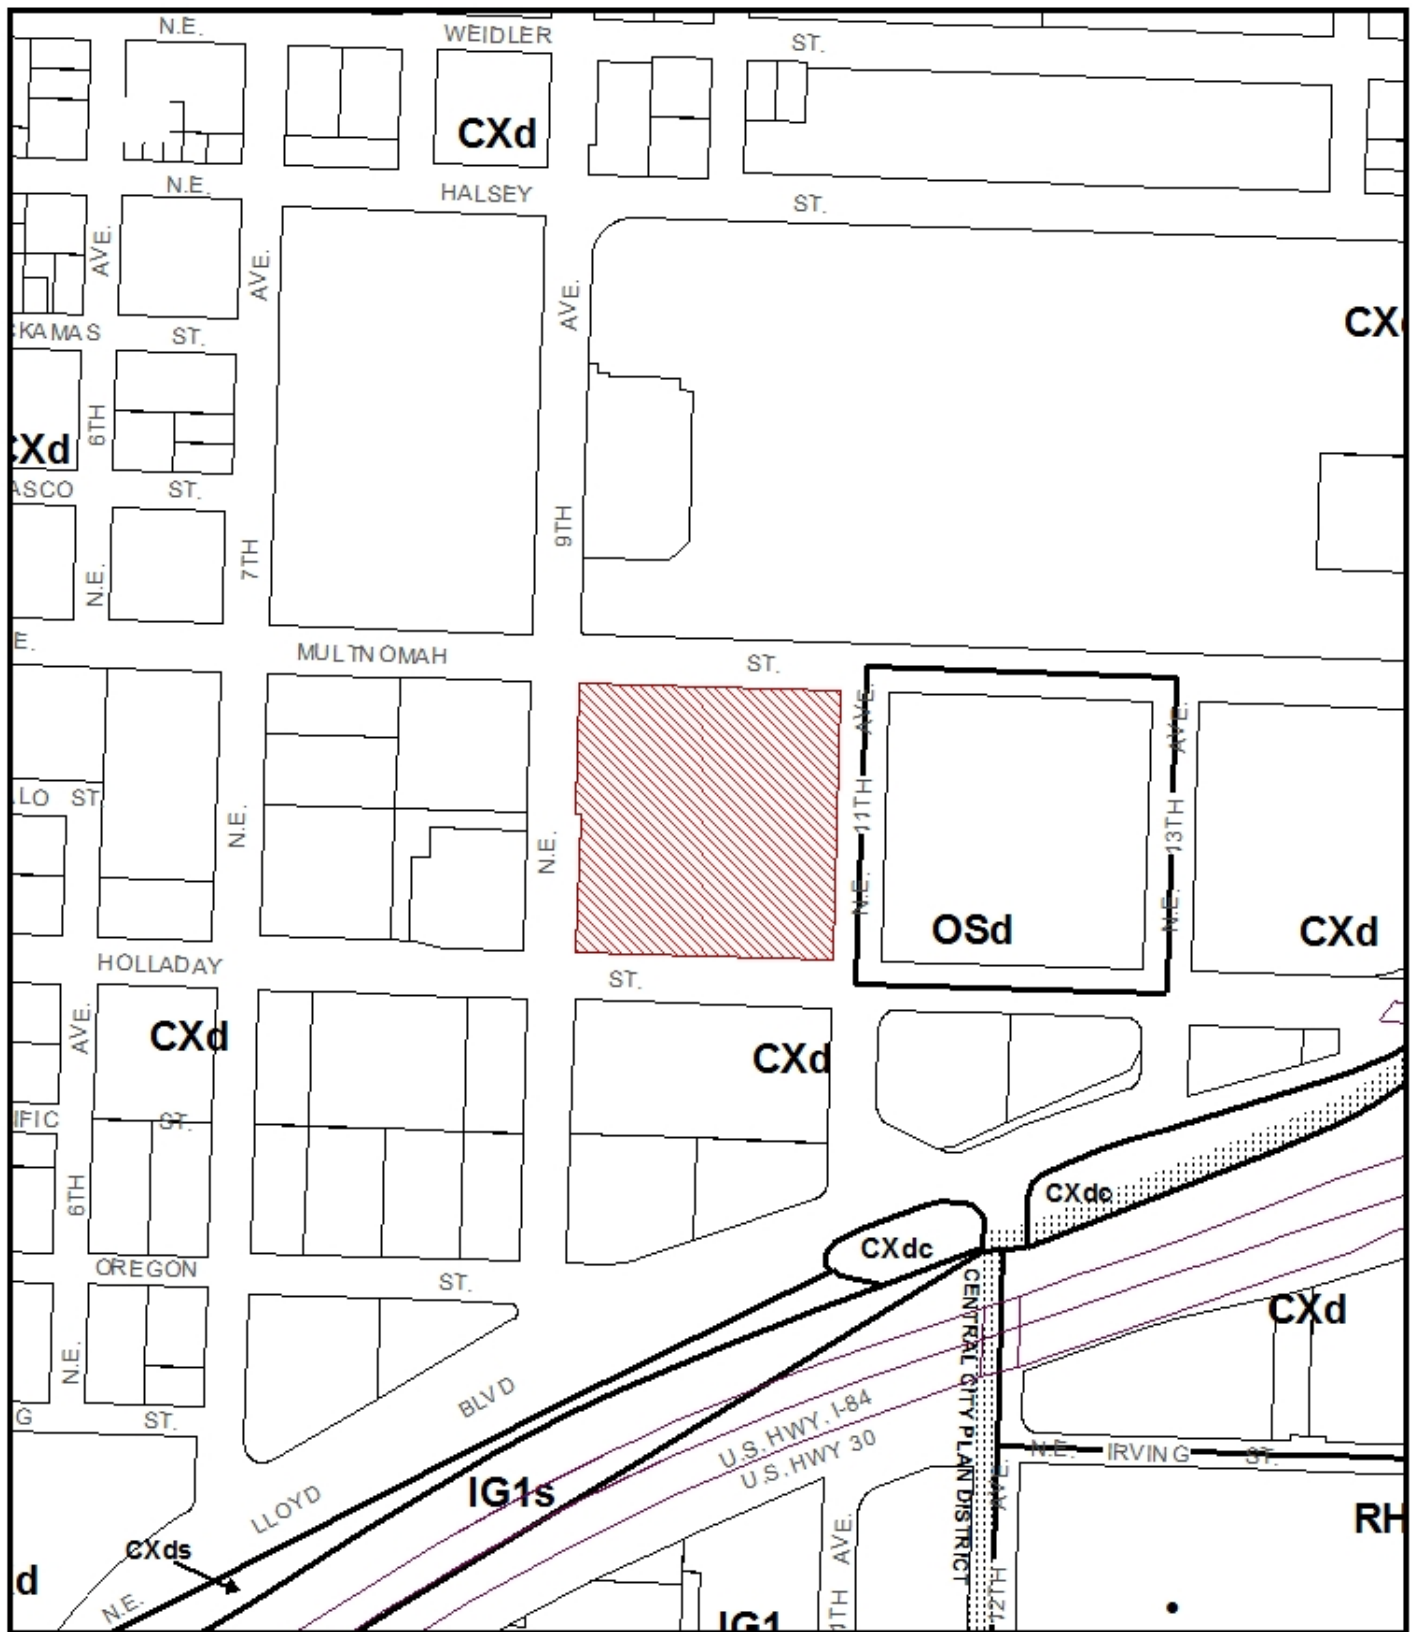 N.E. WEIDLER ST.
CXd
N.E. HALSEY ST.
AVE.
AVE.
AVE.
KAMAS ST.
CX
6TH
CXd
ASCO ST.
9TH
7TH
N.E.
E. MULTNOMAH ST.
AVE.
AVE.
LO ST
N.E.
N.E.
11TH
13TH
N.E.
N.E.
OSd
CXd
HOLLADAY ST.
AVE.
CXd
CXd
IFIC ST.
6TH
CXdc
CXdc
OREGON ST.
CENTRAL CITY PLAN DISTRICT
CXd
N.E.
BLVD
G ST.
U.S. HWY. I-84
U.S. HWY 30
N.E. IRVING ST.
IG1s
AVE.
LLOYD
RH
CXds
AVE.
d
N.E.
1TH
12TH
IG1